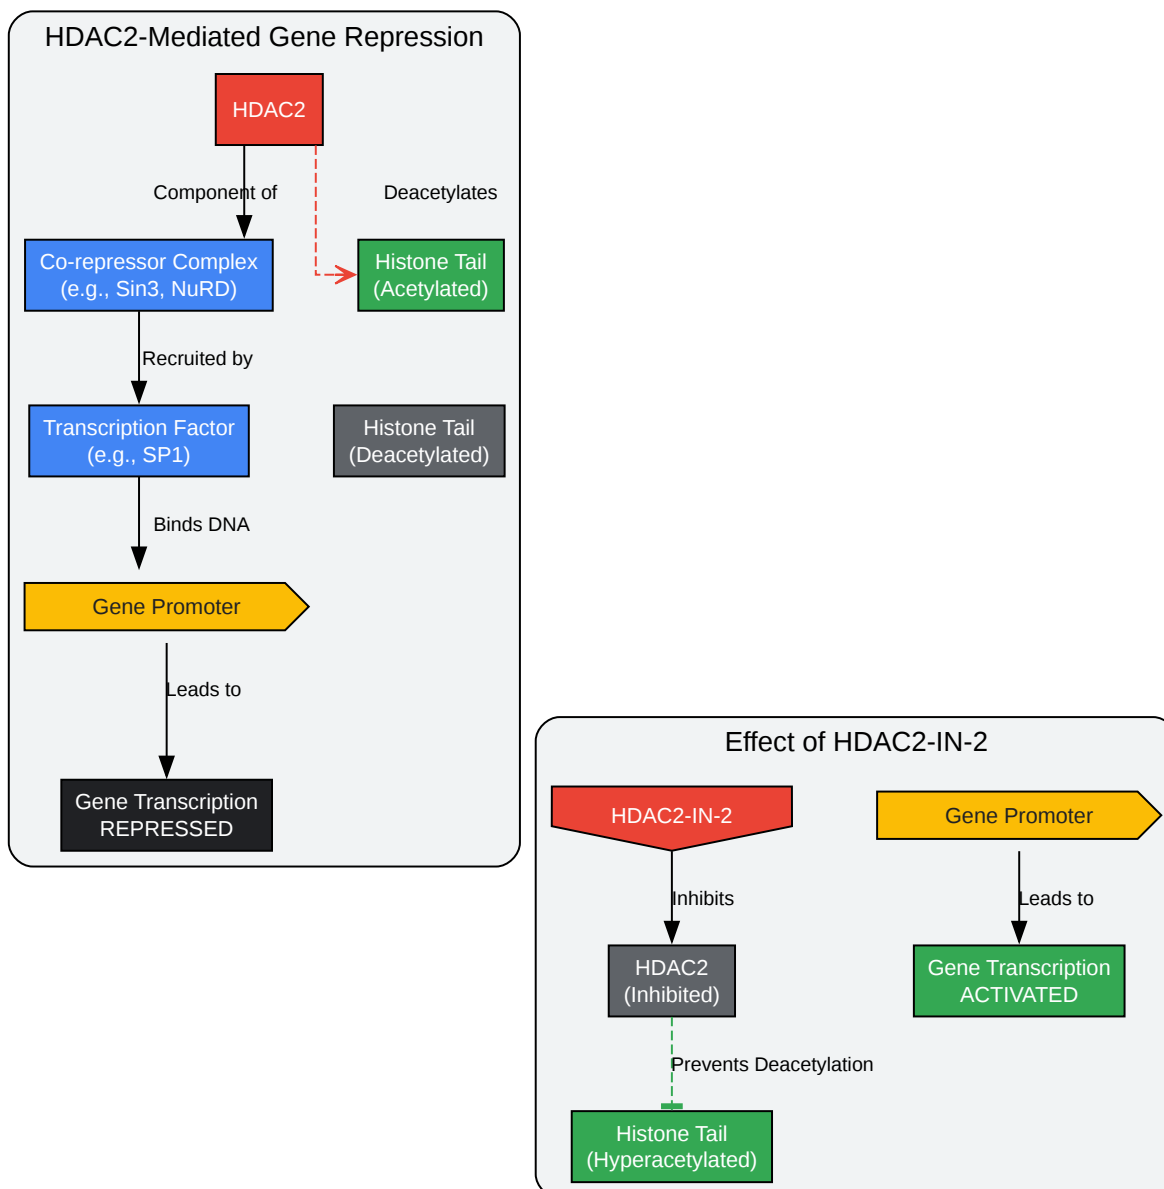 HDAC2-Mediated Gene Repression
HDAC2
Component of
Deacetylates
Co-repressor Complex
(e.g., Sin3, NuRD)
Histone Tail
(Acetylated)
Recruited by
Transcription Factor
(e.g., SP1)
Histone Tail
(Deacetylated)
Binds DNA
Gene Promoter
Leads to
Gene Transcription
REPRESSED
Effect of HDAC2-IN-2
HDAC2-IN-2
Gene Promoter
Inhibits
Leads to
HDAC2
(Inhibited)
Gene Transcription
ACTIVATED
Prevents Deacetylation
Histone Tail
(Hyperacetylated)